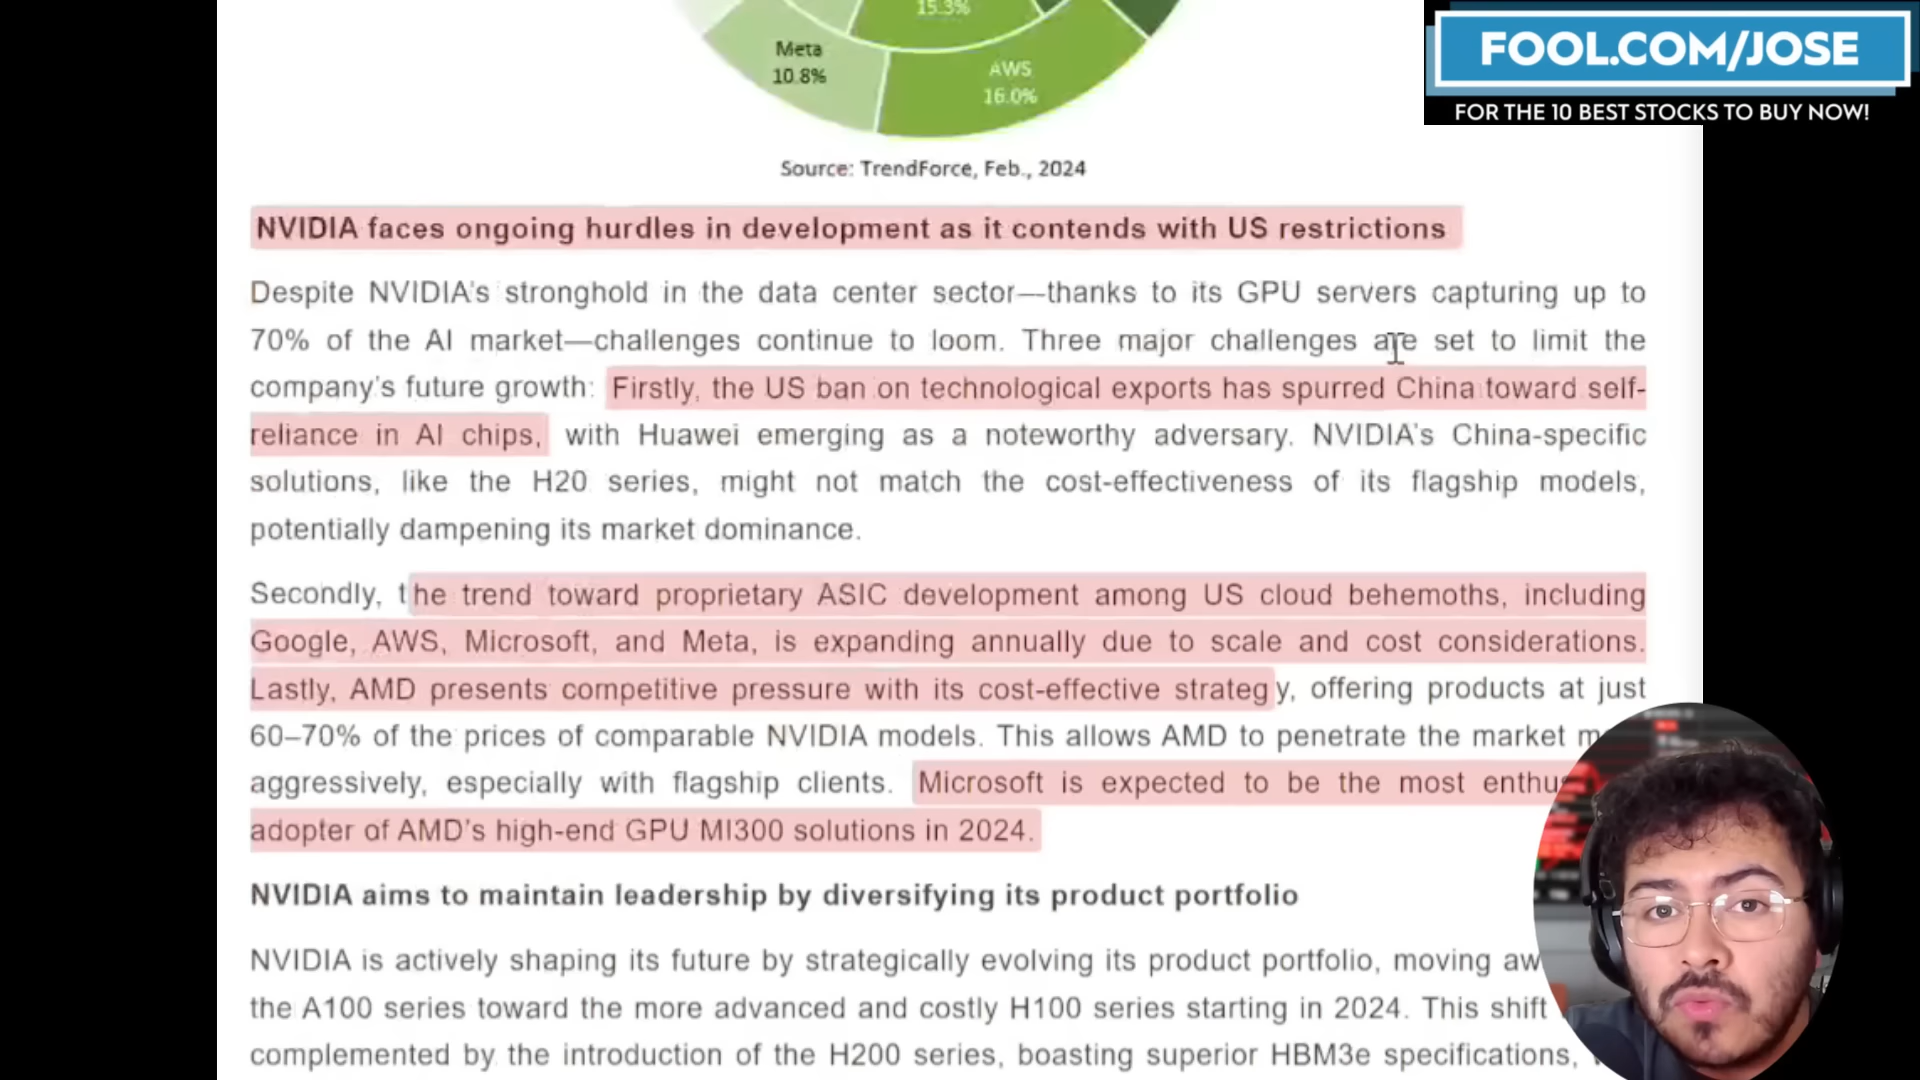 15.3%
Meta
10.8%
AWS
16.0%
FOOL.COM/JOSE
FOR THE 10 BEST STOCKS TO BUY NOW!
Source: TrendForce, Feb., 2024
NVIDIA faces ongoing hurdles in development as it contends with US restrictions
Despite NVIDIA's stronghold in the data center sector—thanks to its GPU servers capturing up to
70% of the AI market—challenges continue to loom. Three major challenges are set to limit the
company's future growth: Firstly, the US ban on technological exports has spurred China toward self-
reliance in AI chips, with Huawei emerging as a noteworthy adversary. NVIDIA's China-specific
solutions, like the H20 series, might not match the cost-effectiveness of its flagship models,
potentially dampening its market dominance.
Secondly, the trend toward proprietary ASIC development among US cloud behemoths, including
Google, AWS, Microsoft, and Meta, is expanding annually due to scale and cost considerations.
Lastly, AMD presents competitive pressure with its cost-effective strategy, offering products at just
60–70% of the prices of comparable NVIDIA models. This allows AMD to penetrate the market
aggressively, especially with flagship clients. Microsoft is expected to be the most
adopter of AMD's high-end GPU MI300 solutions in 2024.
NVIDIA aims to maintain leadership by diversifying its product portfolio
NVIDIA is actively shaping its future by strategically evolving its product portfolio, moving
the A100 series toward the more advanced and costly H100 series starting in 2024. This shift
complemented by the introduction of the H200 series, boasting superior HBM3e specifications,